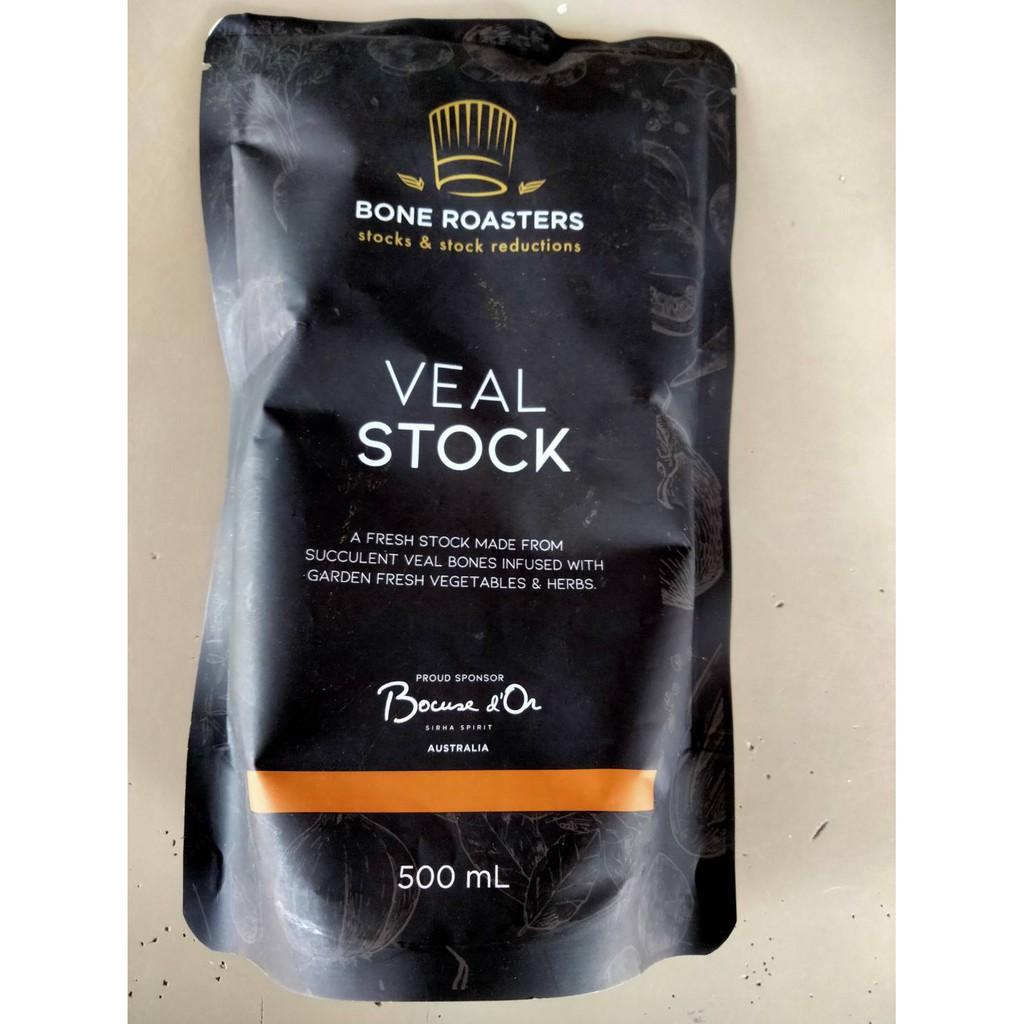 BONE ROASTERS
stocks & stock reductions
VEAL
STOCK
A FRESH STOCK MADE FROM
SUCCULENT VEAL BONES INFUSED WITH
GARDEN FRESH VEGETABLES & HERBS.
PROUD SPONSOR
Bocuse d'Or
SIRHA SPIRIT
AUSTRALIA
500 mL